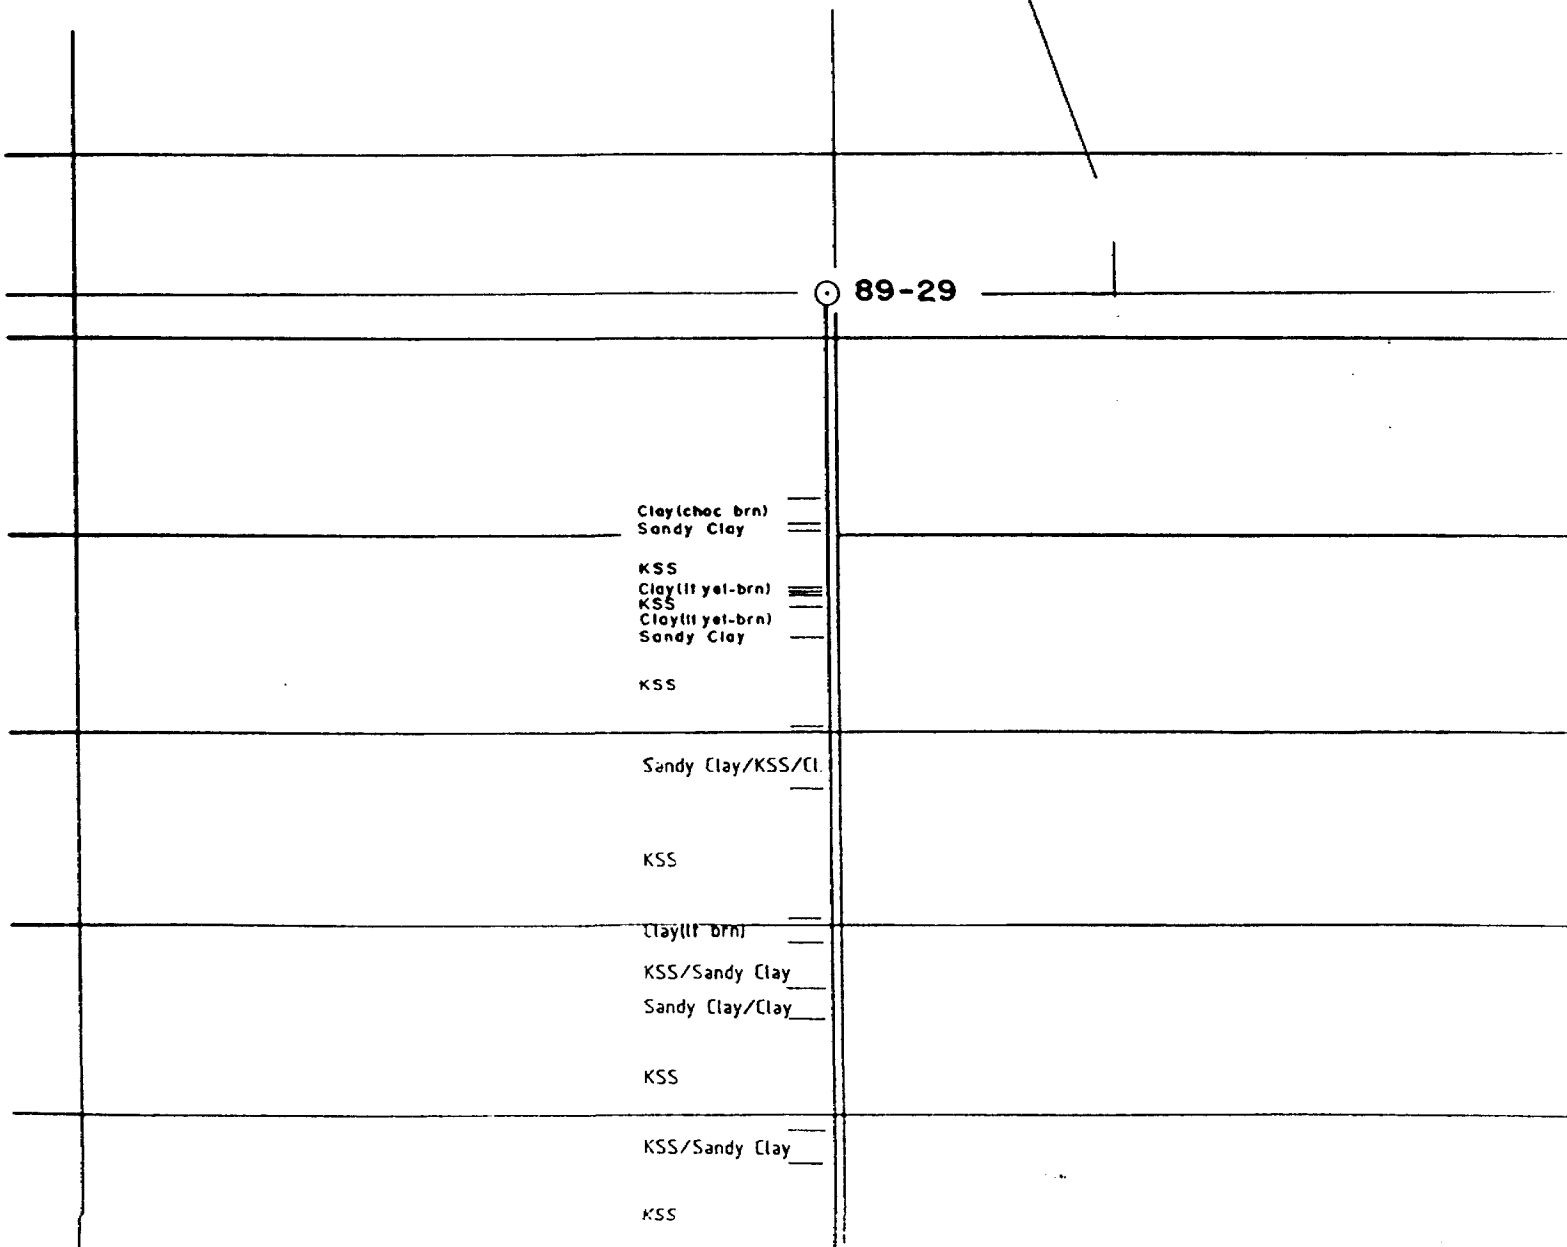 89-29
Clay(choc brn)
Sandy Clay
KSS
Clay(lt yel-brn)
KSS
Clay(lt yel-brn)
Sandy Clay
KSS
Sandy Clay/KSS/Cl.
KSS
Clay(lt brn)
KSS/Sandy Clay
Sandy Clay/Clay
KSS
KSS/Sandy Clay
KSS